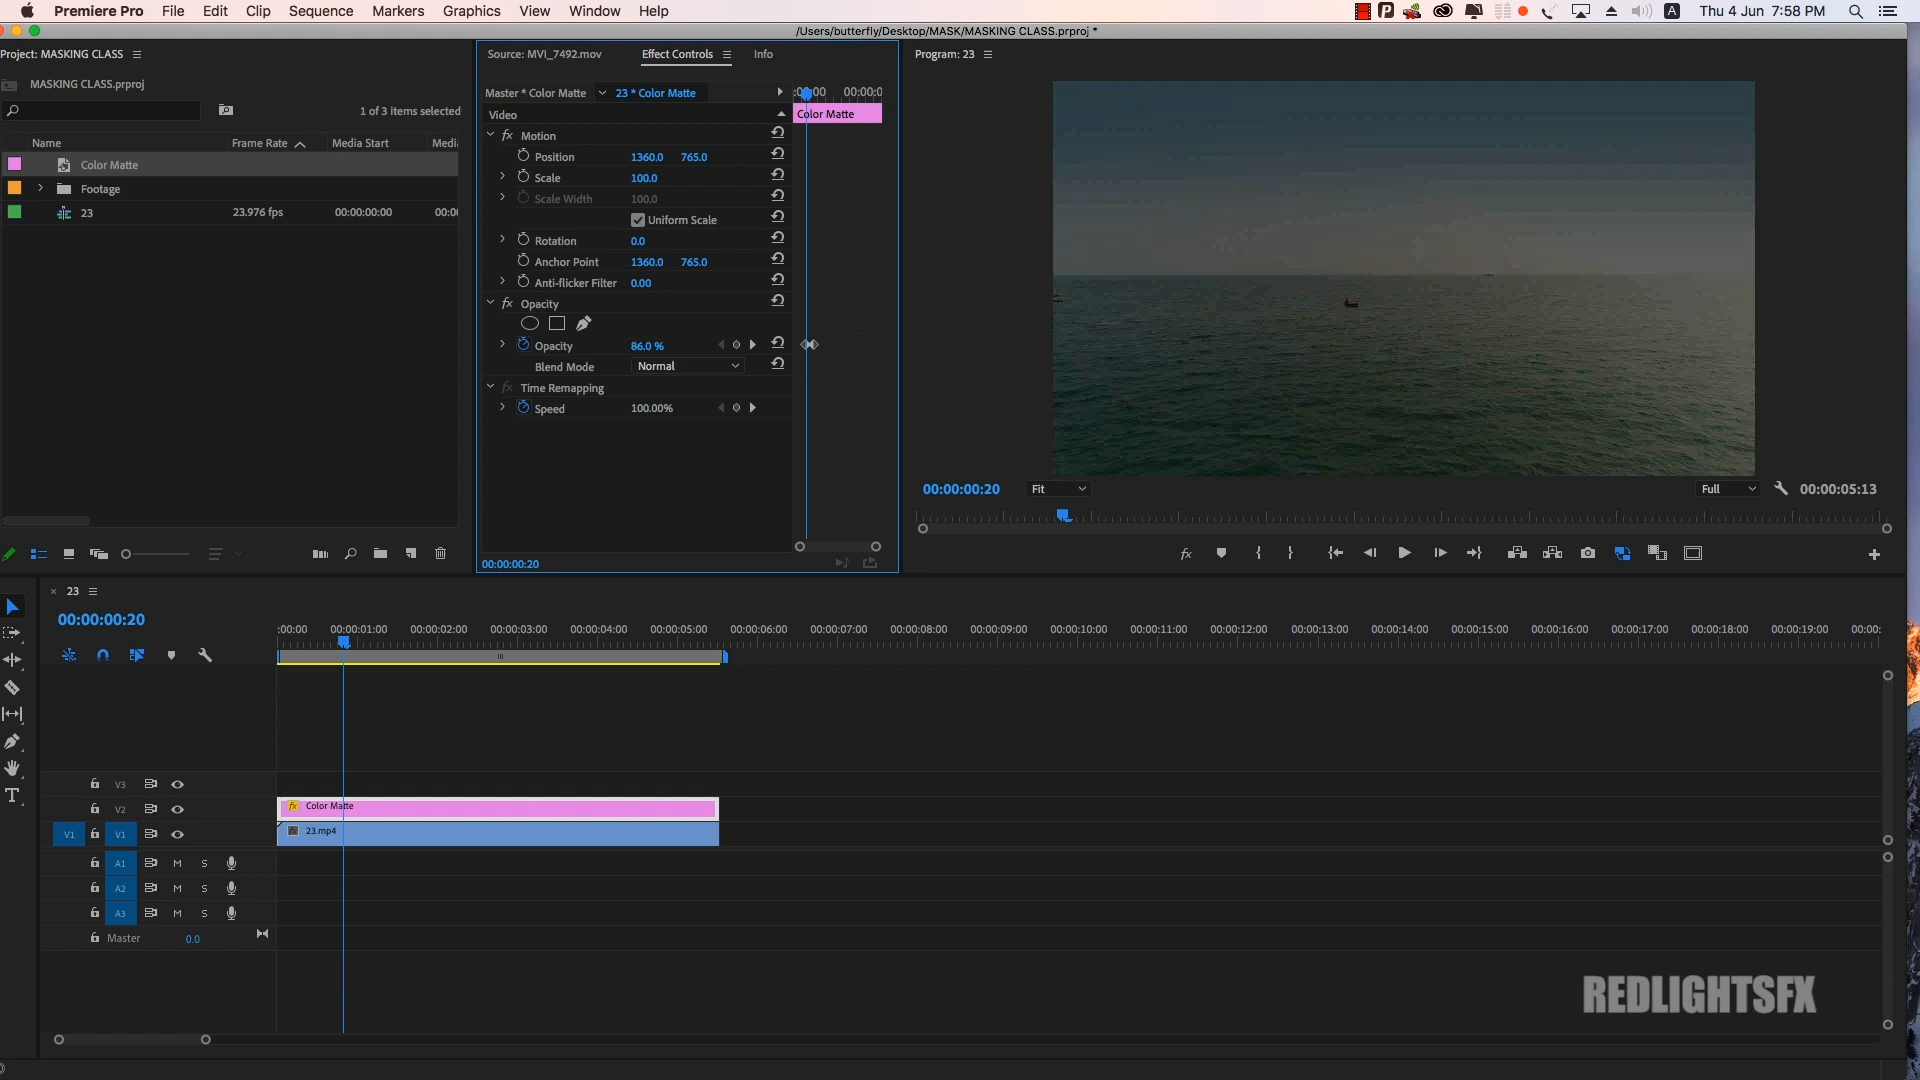 Premiere Pro File Edit Clip Sequence Markers Graphics View Window Help A Thu 4 Jun 7:58 PM
/Users/butterfly/Desktop/MASK/MASKING CLASS.prproj *
Project: MASKING CLASS
MASKING CLASS.prproj
1 of 3 items selected
Name Frame Rate Media Start
Color Matte
Footage
23 23.976 fps 00:00:00:00
Source: MVI_7492.mov Effect Controls Info
Master * Color Matte 23 * Color Matte
Video Color Matte
fx Motion
Position 1360.0 765.0
Scale 100.0
Scale Width 100.0
Uniform Scale
Rotation 0.0
Anchor Point 1360.0 765.0
Anti-flicker Filter 0.00
fx Opacity
Opacity 86.0 %
Blend Mode Normal
fx Time Remapping
Speed 100.00%
00:00:00:20
Program: 23
00:00:00:20 Fit Full 00:00:05:13
fx
23
00:00:00:20
:00:00 00:00:01:00 00:00:02:00 00:00:03:00 00:00:04:00 00:00:05:00 00:00:06:00 00:00:07:00 00:00:08:00 00:00:09:00 00:00:10:00 00:00:11:00 00:00:12:00 00:00:13:00 00:00:14:00 00:00:15:00 00:00:16:00 00:00:17:00 00:00:18:00 00:00:19:00 00:00:
V3
V2 fx Color Matte
V1 V1 fx 23.mp4
A1 M S
A2 M S
A3 M S
Master 0.0
REDLIGHTSFX